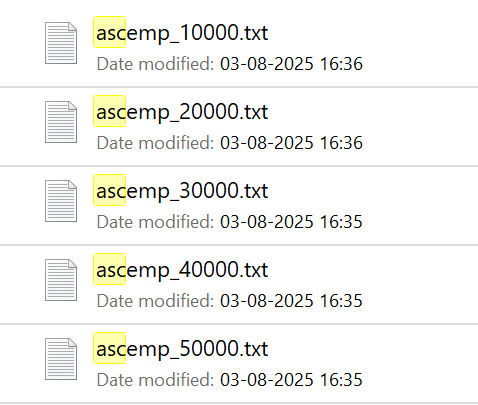 ascemp_10000.txt
Date modified: 03-08-2025 16:36
ascemp_20000.txt
Date modified: 03-08-2025 16:36
ascemp_30000.txt
Date modified: 03-08-2025 16:35
ascemp_40000.txt
Date modified: 03-08-2025 16:35
ascemp_50000.txt
Date modified: 03-08-2025 16:35